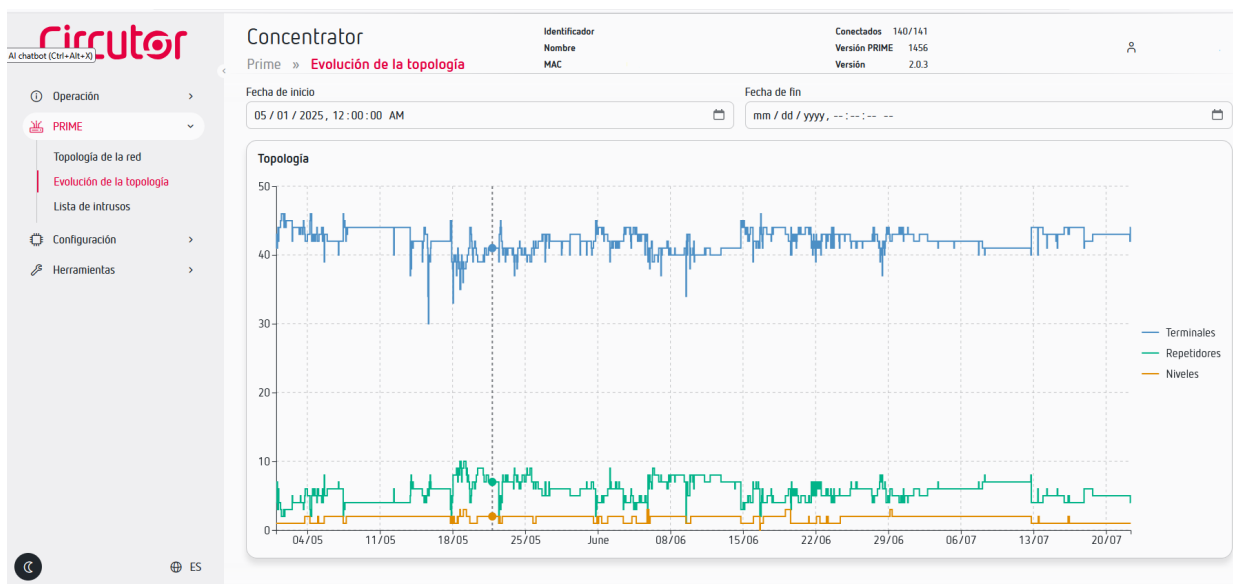 Circutor
AI chatbot (Ctrl+Alt+X)
Concentrator
Prime » Evolución de la topología
Identificador
Nombre
MAC
Conectados 140/141
Versión PRIME 1456
Versión 2.0.3
Operación
PRIME
Topología de la red
Evolución de la topología
Lista de intrusos
Configuración
Herramientas
ES
Fecha de inicio
05 / 01 / 2025, 12:00:00 AM
Fecha de fin
mm / dd / yyyy, --:--:-- --
Topología
50
40
30
20
10
0
04/05 11/05 18/05 25/05 June 08/06 15/06 22/06 29/06 06/07 13/07 20/07
Terminales
Repetidores
Niveles